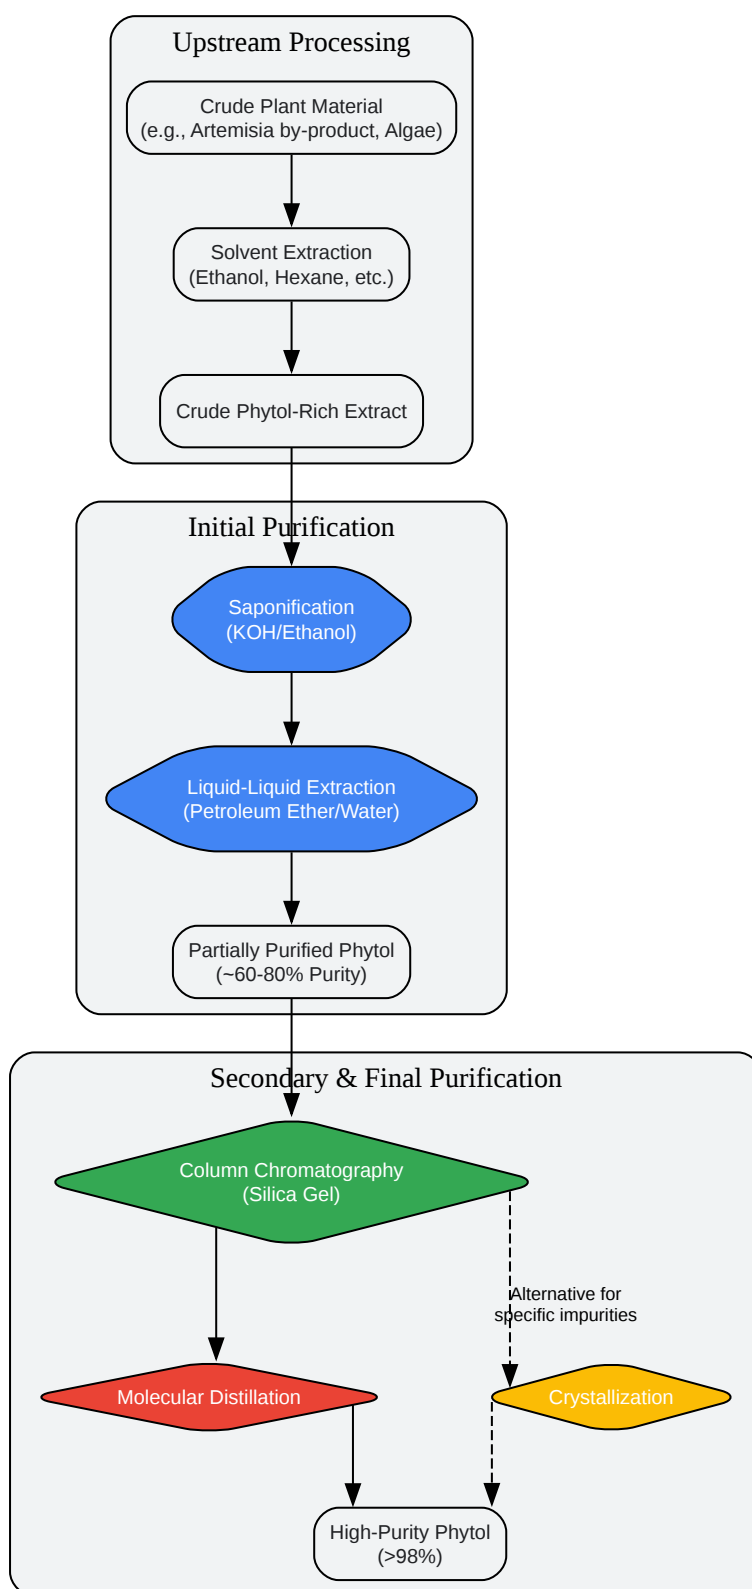 Upstream Processing
Crude Plant Material
(e.g., Artemisia by-product, Algae)
Solvent Extraction
(Ethanol, Hexane, etc.)
Crude Phytol-Rich Extract
Initial Purification
Saponification
(KOH/Ethanol)
Liquid-Liquid Extraction
(Petroleum Ether/Water)
Partially Purified Phytol
(~60-80% Purity)
Secondary & Final Purification
Column Chromatography
(Silica Gel)
Alternative for
specific impurities
Molecular Distillation
Crystallization
High-Purity Phytol
(>98%)